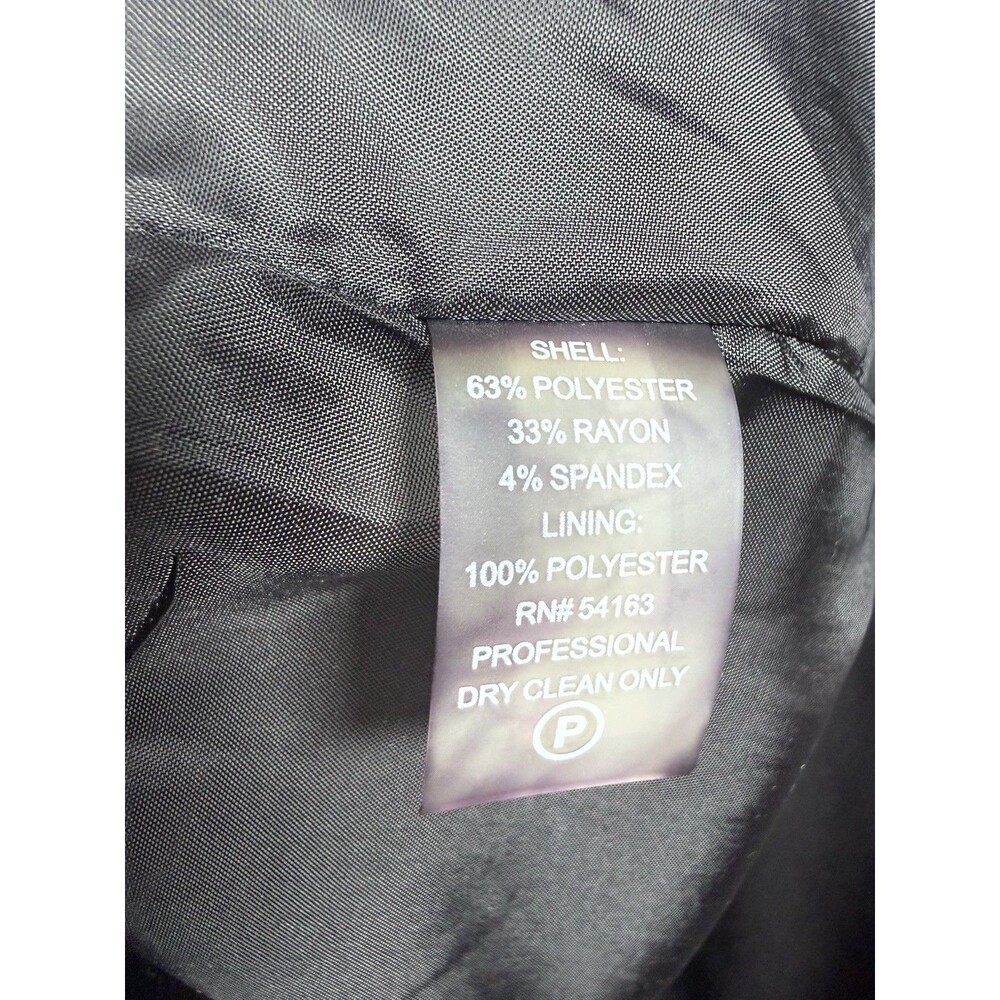 SHELL:
63% POLYESTER
33% RAYON
4% SPANDEX
LINING:
100% POLYESTER
RN# 54163
PROFESSIONAL
DRY CLEAN ONLY
P